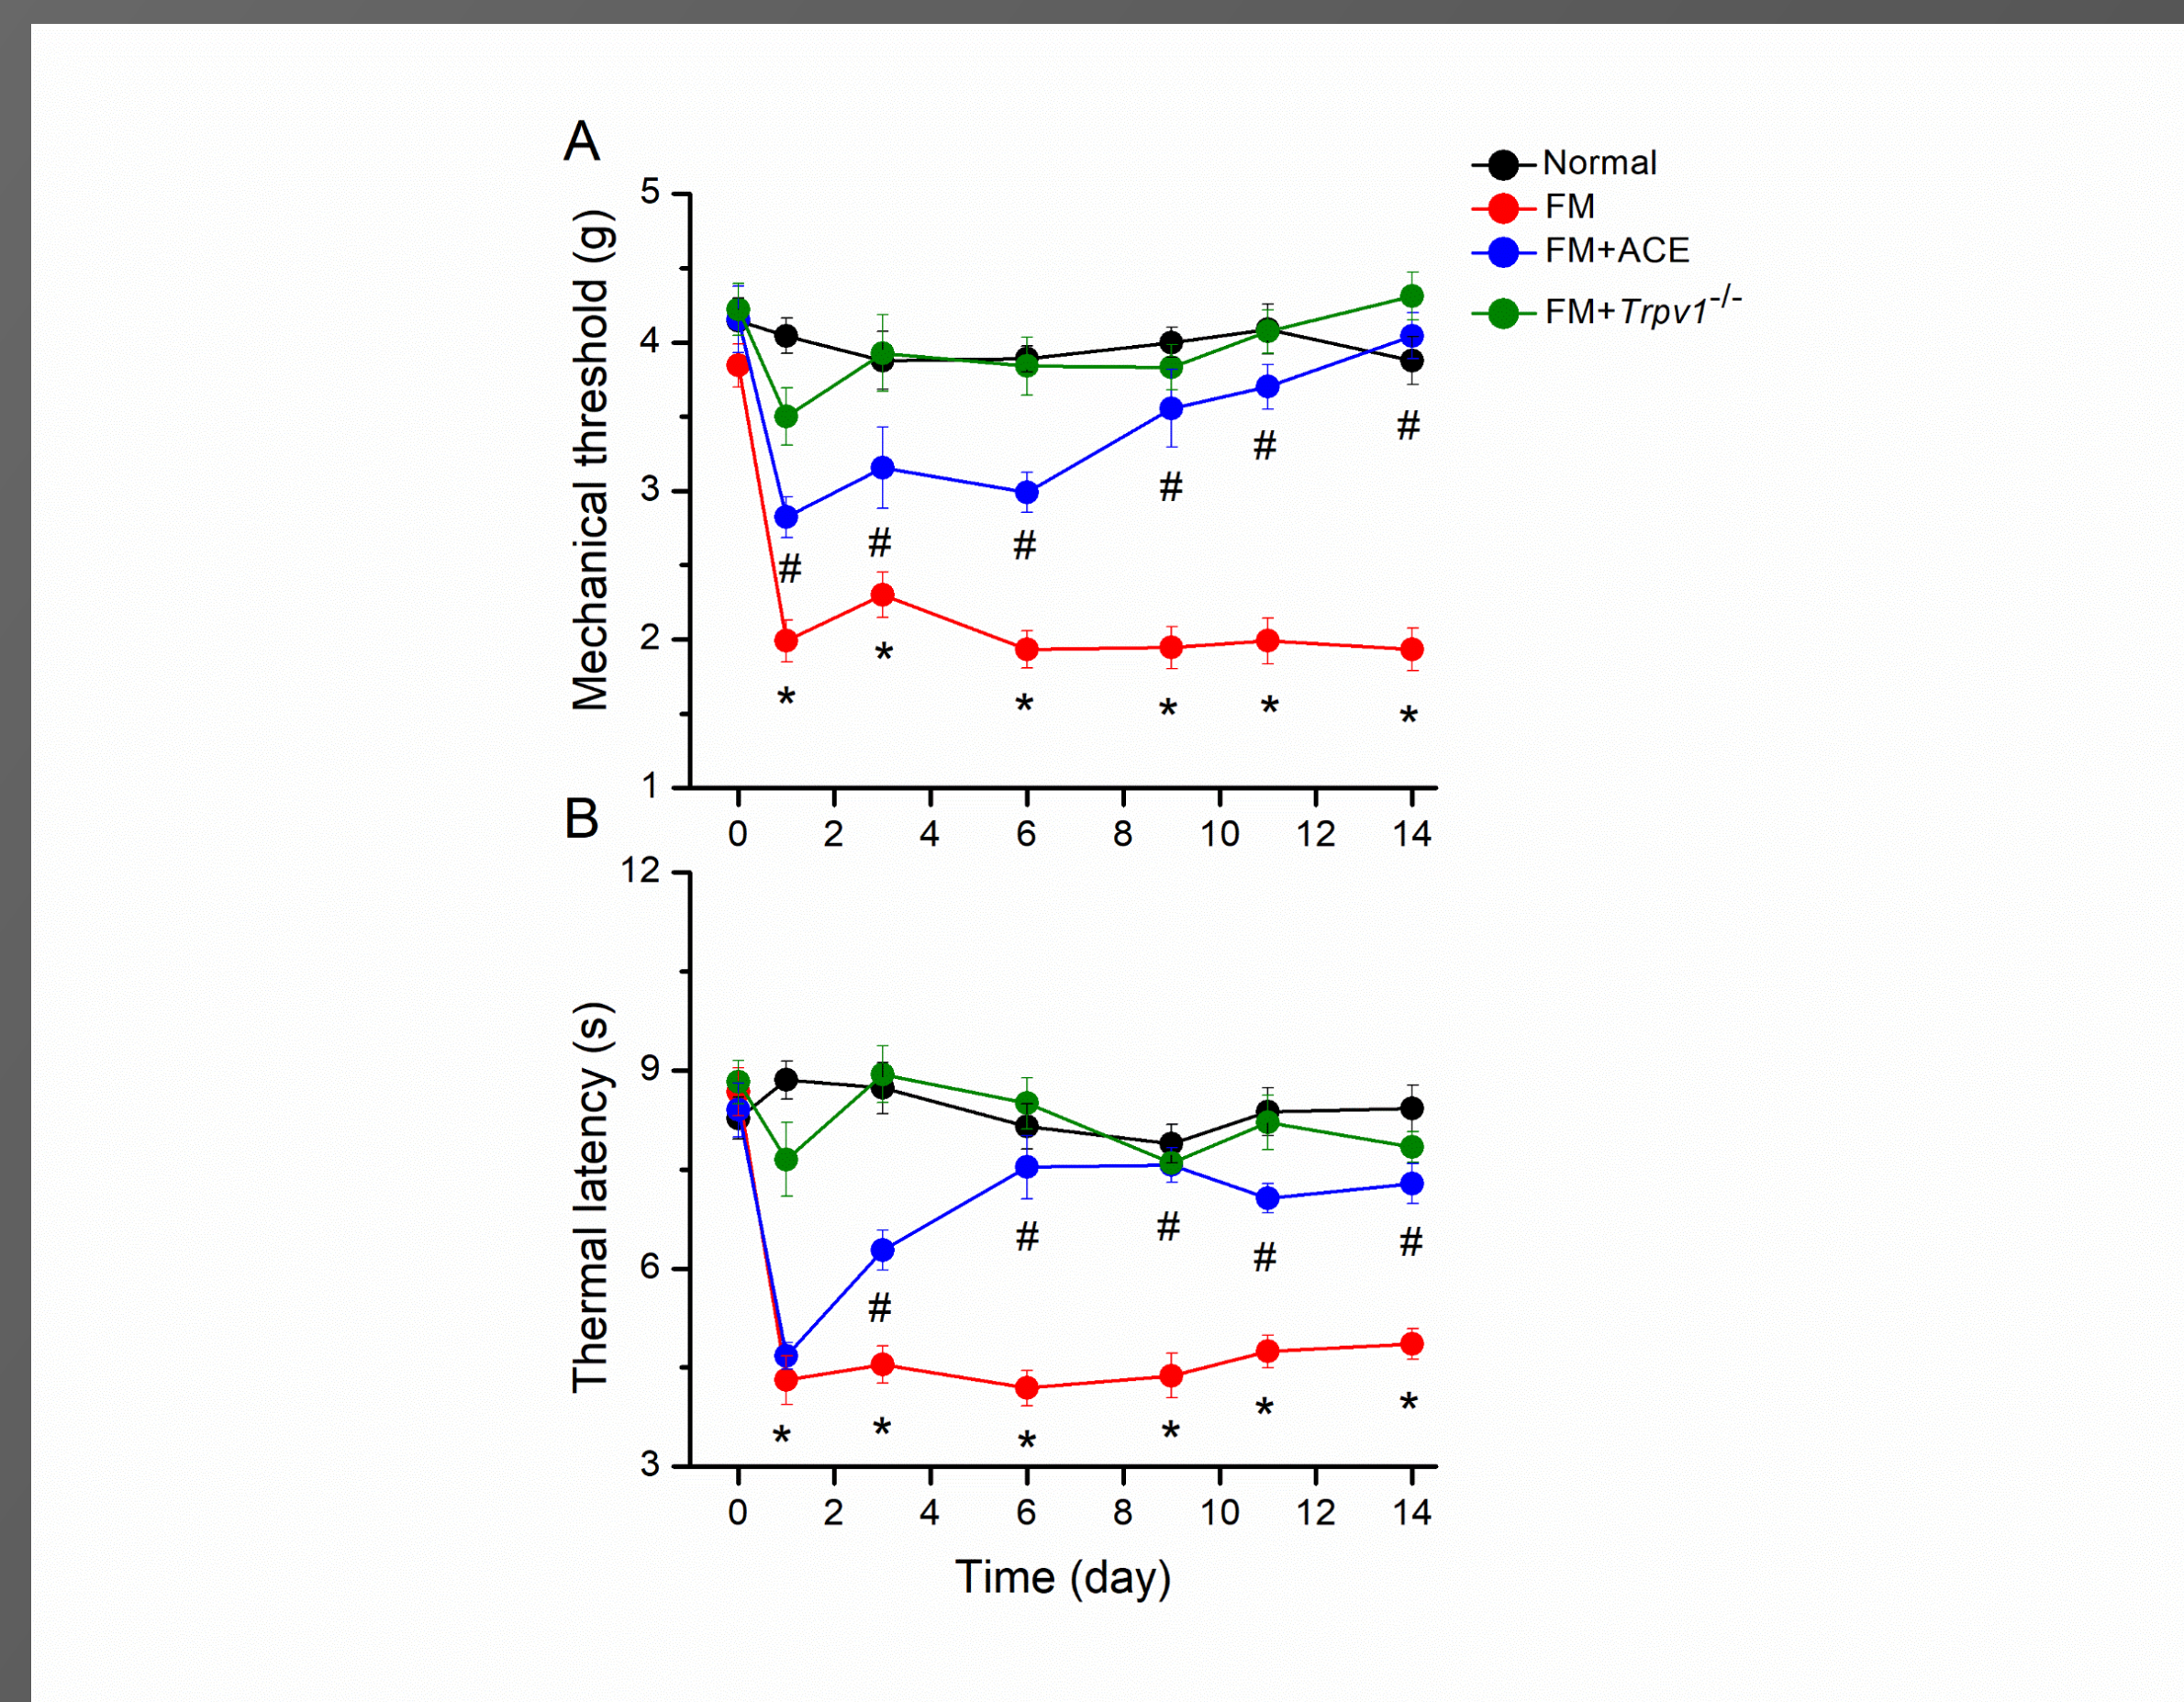 A
Normal
FM
FM+ACE
FM+Trpv1-/-
Mechanical threshold (g)
5
4
3
2
1
# # # # # #
* * * * * *
0 2 4 6 8 10 12 14
B
Thermal latency (s)
12
9
6
3
# # # # #
* * * * * *
0 2 4 6 8 10 12 14
Time (day)